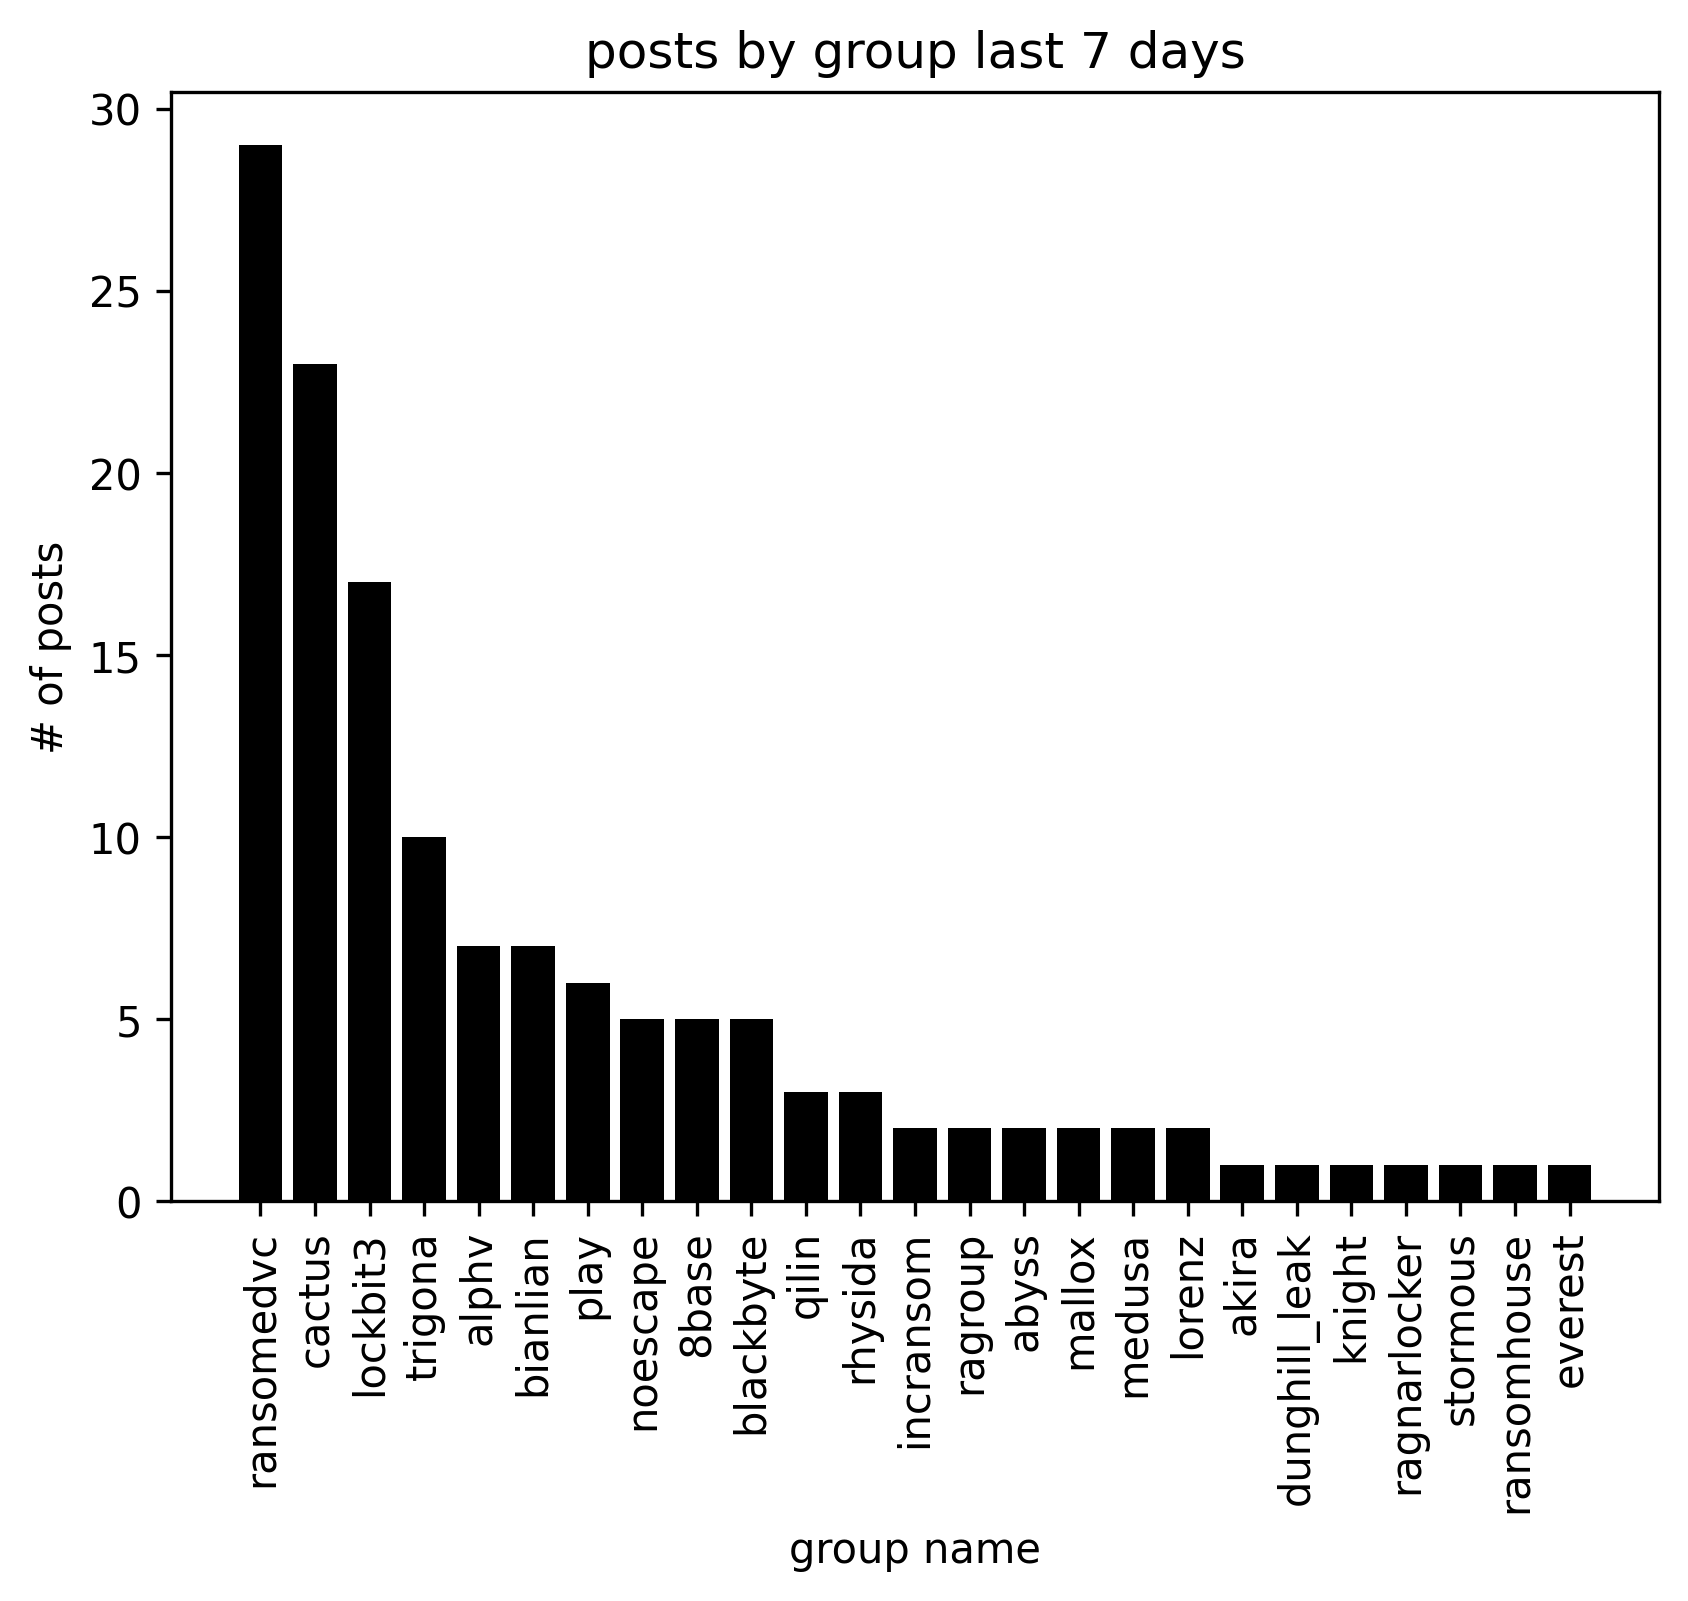 posts by group last 7 days
# of posts
30
25
20
15
10
5
0
ransomedvc
cactus
lockbit3
trigona
alphv
bianlian
play
noescape
8base
blackbyte
qilin
rhysida
incransom
ragroup
abyss
mallox
medusa
lorenz
akira
dunghill_leak
knight
ragnarlocker
stormous
ransomhouse
everest
group name